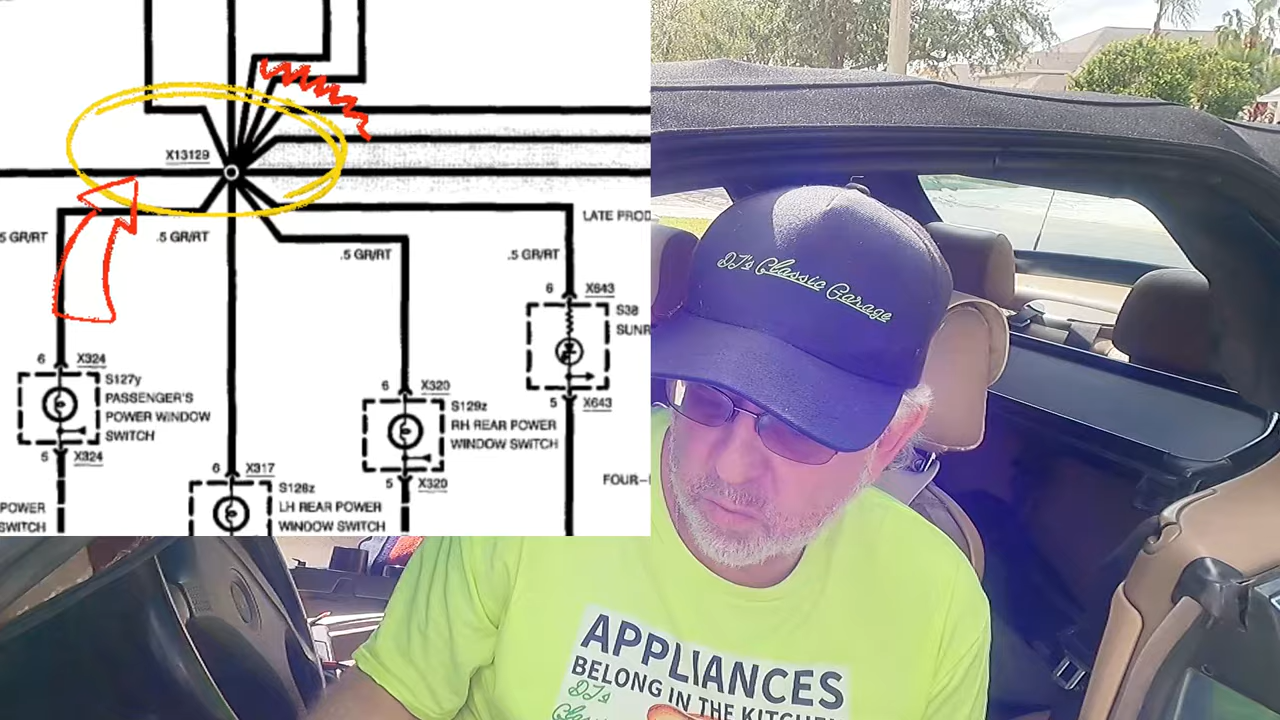 X13129
LATE PROD
5 GR/RT
.5 GR/RT
.5 GR/RT
.5 GR/RT
6 X643
S38
SUNR
5 X643
6 X324
S127y
PASSENGER'S
POWER WINDOW
SWITCH
5 X324
6 X320
S129z
RH REAR POWER
WINDOW SWITCH
5 X320
6 X317
S128z
LH REAR POWER
WINDOW SWITCH
POWER
SWITCH
FOUR-
DJ's Classic Garage
APPLIANCES
BELONG IN THE KITCHEN
DJ's
Classic